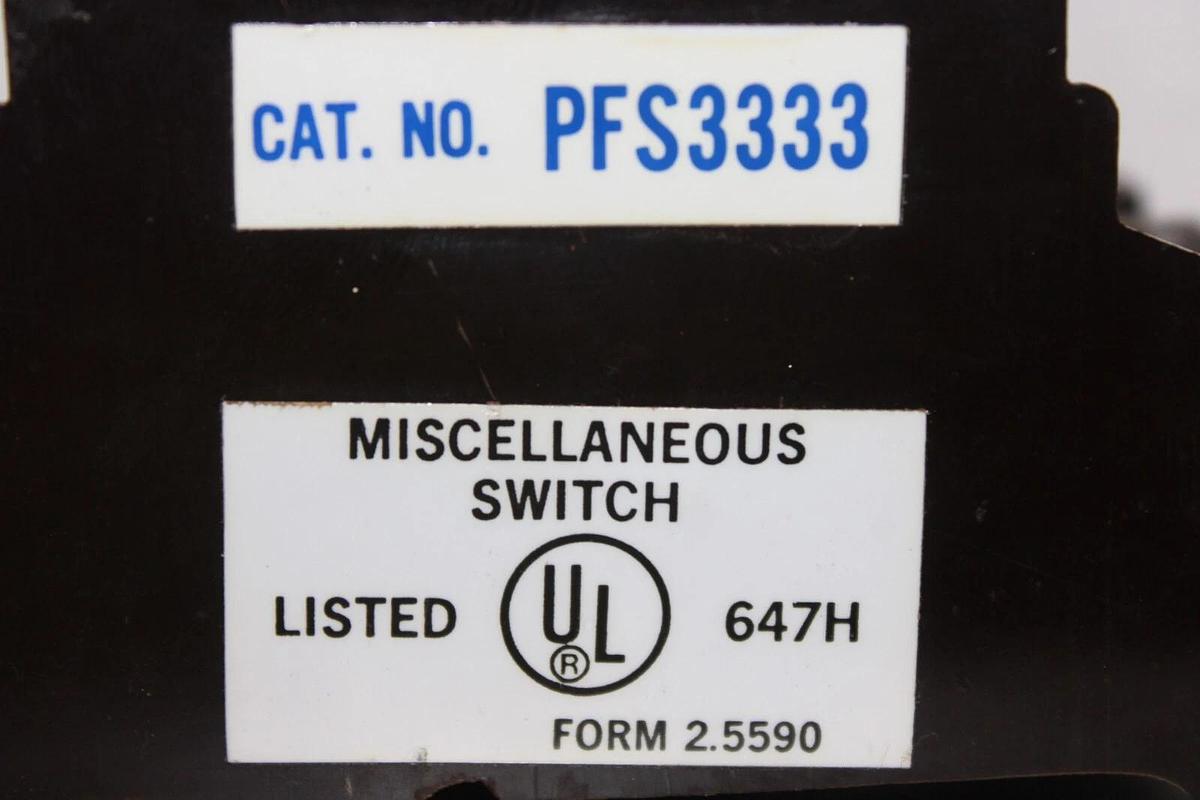 CAT. NO. PFS3333
MISCELLANEOUS
SWITCH
LISTED UL® 647H
FORM 2.5590